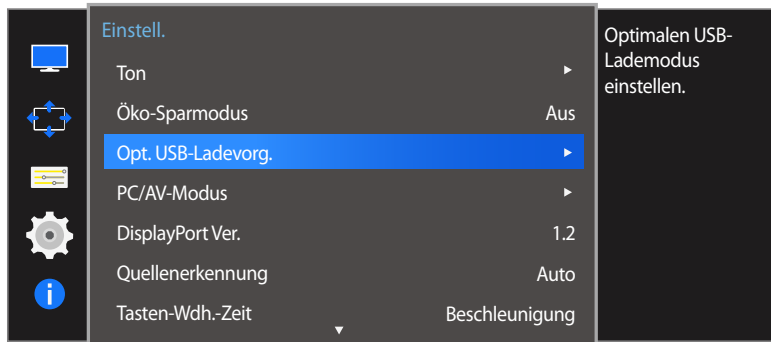 Einstell.
Ton
Öko-Sparmodus Aus
Opt. USB-Ladevorg.
PC/AV-Modus
DisplayPort Ver. 1.2
Quellenerkennung Auto
Tasten-Wdh.-Zeit Beschleunigung
Optimalen USB-
Lademodus
einstellen.